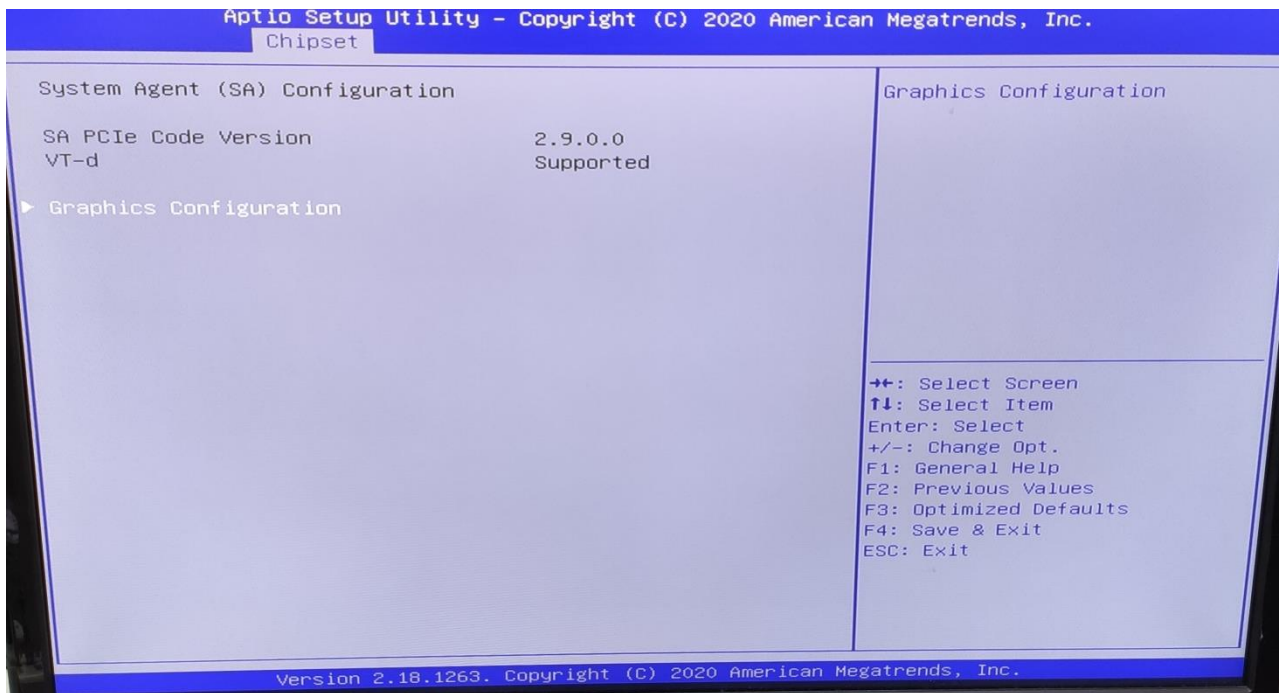 Aptio Setup Utility – Copyright (C) 2020 American Megatrends, Inc.
Chipset
System Agent (SA) Configuration
SA PCIe Code Version 2.9.0.0
VT-d Supported
► Graphics Configuration
Graphics Configuration
→←: Select Screen
↑↓: Select Item
Enter: Select
+/-: Change Opt.
F1: General Help
F2: Previous Values
F3: Optimized Defaults
F4: Save & Exit
ESC: Exit
Version 2.18.1263. Copyright (C) 2020 American Megatrends, Inc.